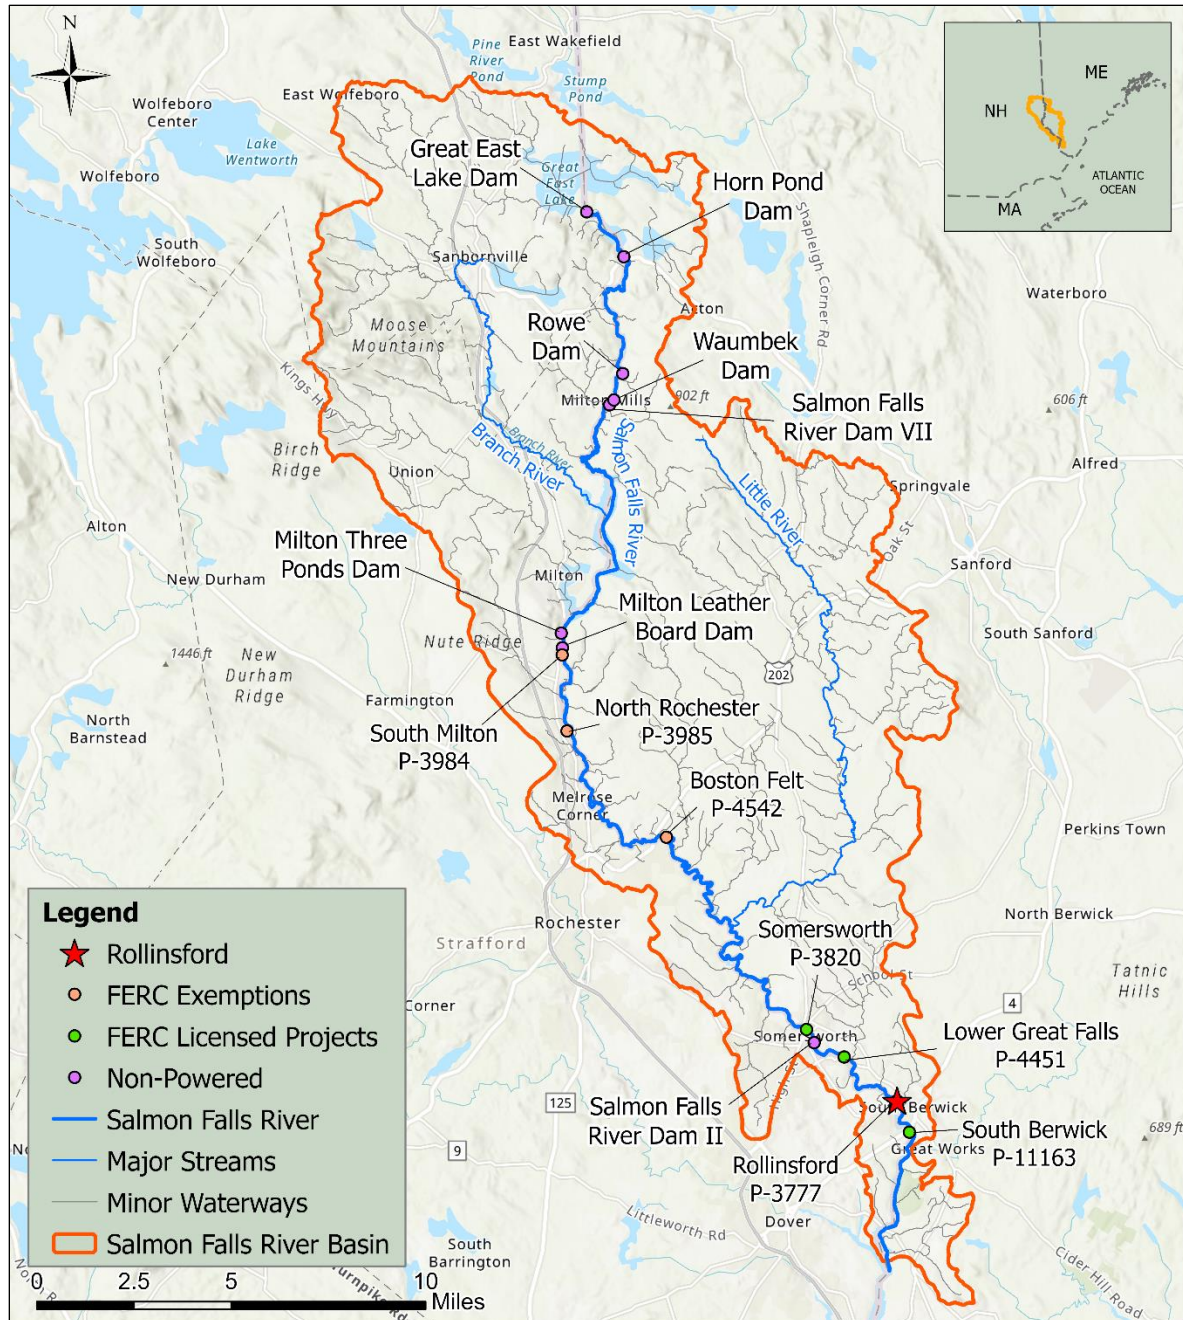 N
Pine
River
Pond
East Wakefield
Stump
Pond
East Wolfeboro
Wolfeboro
Center
Lake
Wentworth
Wolfeboro
South
Wolfeboro
Great East
Lake Dam
Great
East
Lake
Horn Pond
Dam
Shapleigh Corner Rd
ME
NH
MA
ATLANTIC
OCEAN
Sanbornville
Acton
Waterboro
Moose
Mountains
Rowe
Dam
Waumbek
Dam
Kings Hwy
Milton Mills
902 ft
606 ft
Salmon Falls
River Dam VII
Birch
Ridge
Branch River
Branch River
Salmon Falls River
Little River
Union
Alfred
Springvale
Alton
Oak St
Milton Three
Ponds Dam
New Durham
Milton
Sanford
Milton Leather
Board Dam
South Sanford
Nute Ridge
1446 ft
New
Durham
Ridge
202
Farmington
North
Barnstead
South Milton
P-3984
North Rochester
P-3985
Boston Felt
P-4542
Melrose
Corner
Perkins Town
Legend
Rollinsford
FERC Exemptions
FERC Licensed Projects
Non-Powered
Salmon Falls River
Major Streams
Minor Waterways
Salmon Falls River Basin
Rochester
Strafford
Corner
North Berwick
Somersworth
P-3820
School St
Tatnic
Hills
4
Somersworth
Lower Great Falls
P-4451
High St
125
Salmon Falls
River Dam II
South Berwick
South Berwick
P-11163
689 ft
Great Works
9
Rollinsford
P-3777
Dover
Littleworth Rd
South
Barrington
Cider Hill Road
Turnpike Rd
0
2.5
5
10
Miles